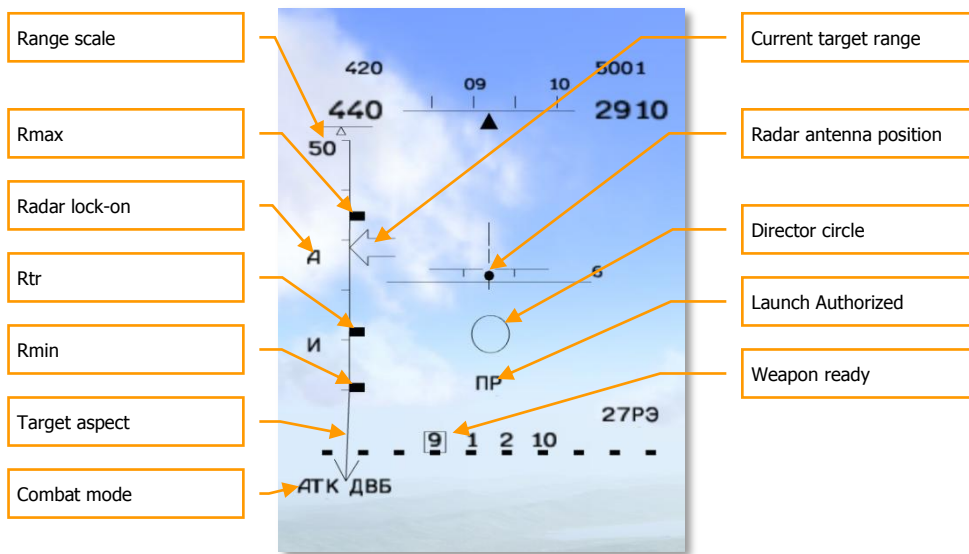 Range scale
Rmax
Radar lock-on
Rtr
Rmin
Target aspect
Combat mode
420
5001
09 10
440
2910
50
А
6
И
ПР
27РЭ
9 1 2 10
АТК ДВБ
Current target range
Radar antenna position
Director circle
Launch Authorized
Weapon ready